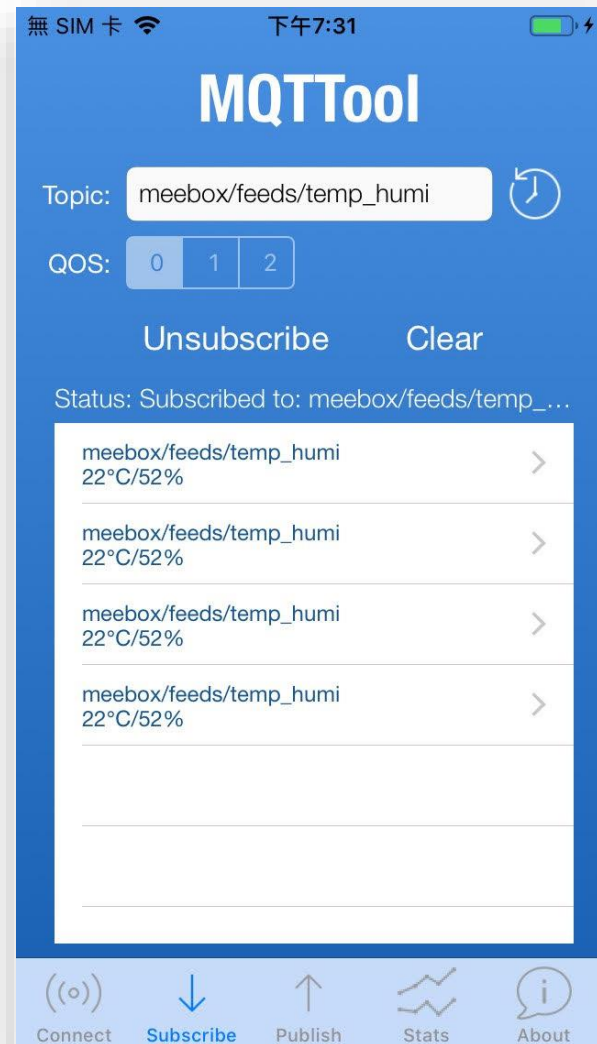 無 SIM 卡 下午7:31
MQTTool
Topic: meebox/feeds/temp_humi
QOS: 0 1 2
Unsubscribe Clear
Status: Subscribed to: meebox/feeds/temp_...
meebox/feeds/temp_humi
22°C/52%
meebox/feeds/temp_humi
22°C/52%
meebox/feeds/temp_humi
22°C/52%
meebox/feeds/temp_humi
22°C/52%
Connect Subscribe Publish Stats About